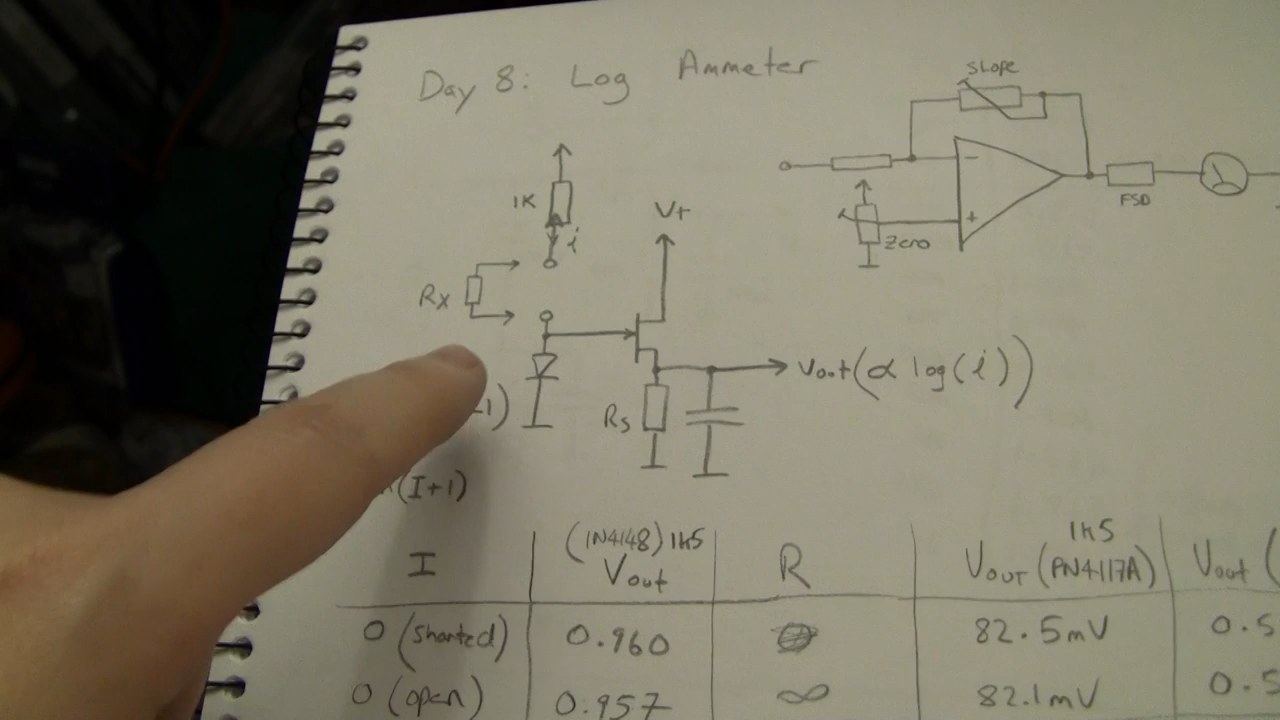 Day 8: Log Ammeter
SLOPE
1K
i
V+
-
+
FSD
Zero
Rx
Vout(∝ log(i))
-1)
Rs
(I+1)
I
(1N4148) 1k5
Vout
R
1k5
VOUT (PN4117A)
Vout (
0 (shorted)
0.960
82.5mV
0.5
0 (open)
0.957
∞
82.1mV
0.5